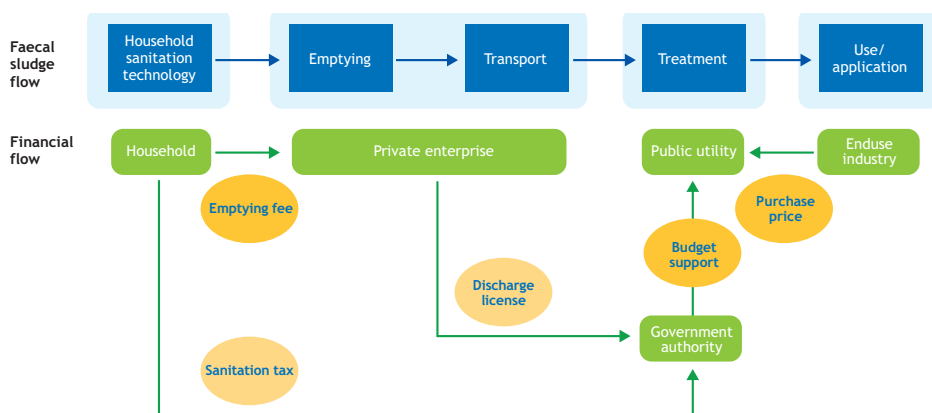 Faecal
sludge
flow
Household
sanitation
technology
Emptying
Transport
Treatment
Use/
application
Financial
flow
Household
Private enterprise
Public utility
Enduse
industry
Emptying fee
Purchase
price
Budget
support
Discharge
license
Government
authority
Sanitation tax